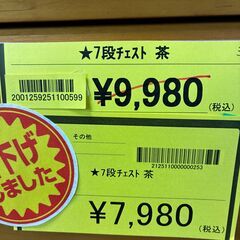 ★7段チェスト 茶
2001259251100599
¥9,980
(税込)
その他
2125110000000253
★7段チェスト 茶
¥7,980
(税込)
下げ
しました